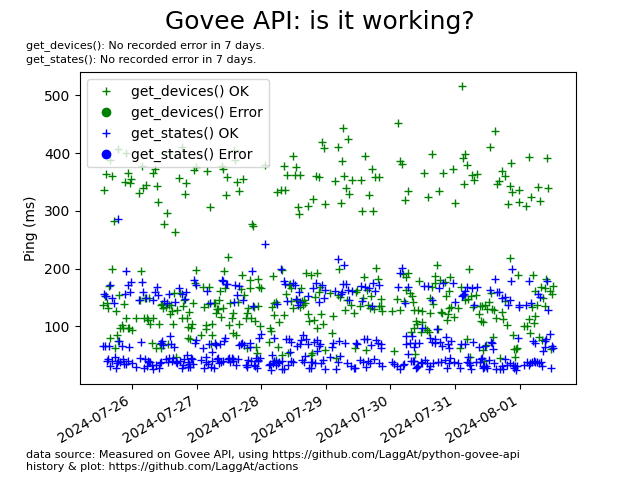 Govee API: is it working?
get_devices(): No recorded error in 7 days.
get_states(): No recorded error in 7 days.
get_devices() OK
get_devices() Error
get_states() OK
get_states() Error
Ping (ms)
500
400
300
200
100
2024-07-26
2024-07-27
2024-07-28
2024-07-29
2024-07-30
2024-07-31
2024-08-01
data source: Measured on Govee API, using https://github.com/LaggAt/python-govee-api
history & plot: https://github.com/LaggAt/actions